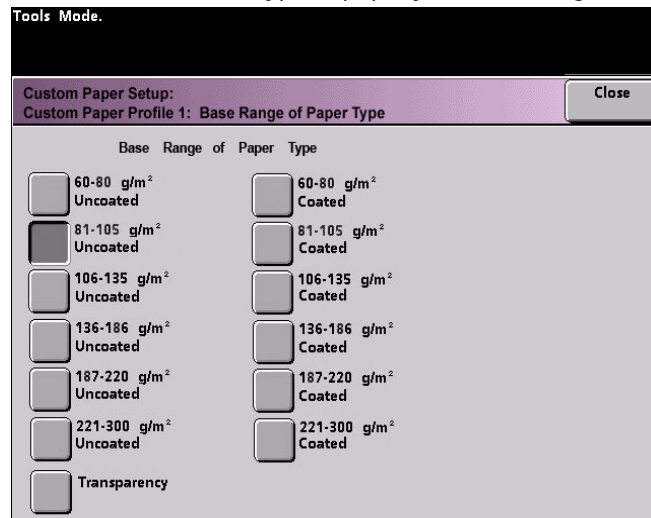 Tools Mode.
Custom Paper Setup:
Custom Paper Profile 1: Base Range of Paper Type
Close
Base Range of Paper Type
60-80 g/m²
Uncoated
60-80 g/m²
Coated
81-105 g/m²
Uncoated
81-105 g/m²
Coated
106-135 g/m²
Uncoated
106-135 g/m²
Coated
136-186 g/m²
Uncoated
136-186 g/m²
Coated
187-220 g/m²
Uncoated
187-220 g/m²
Coated
221-300 g/m²
Uncoated
221-300 g/m²
Coated
Transparency